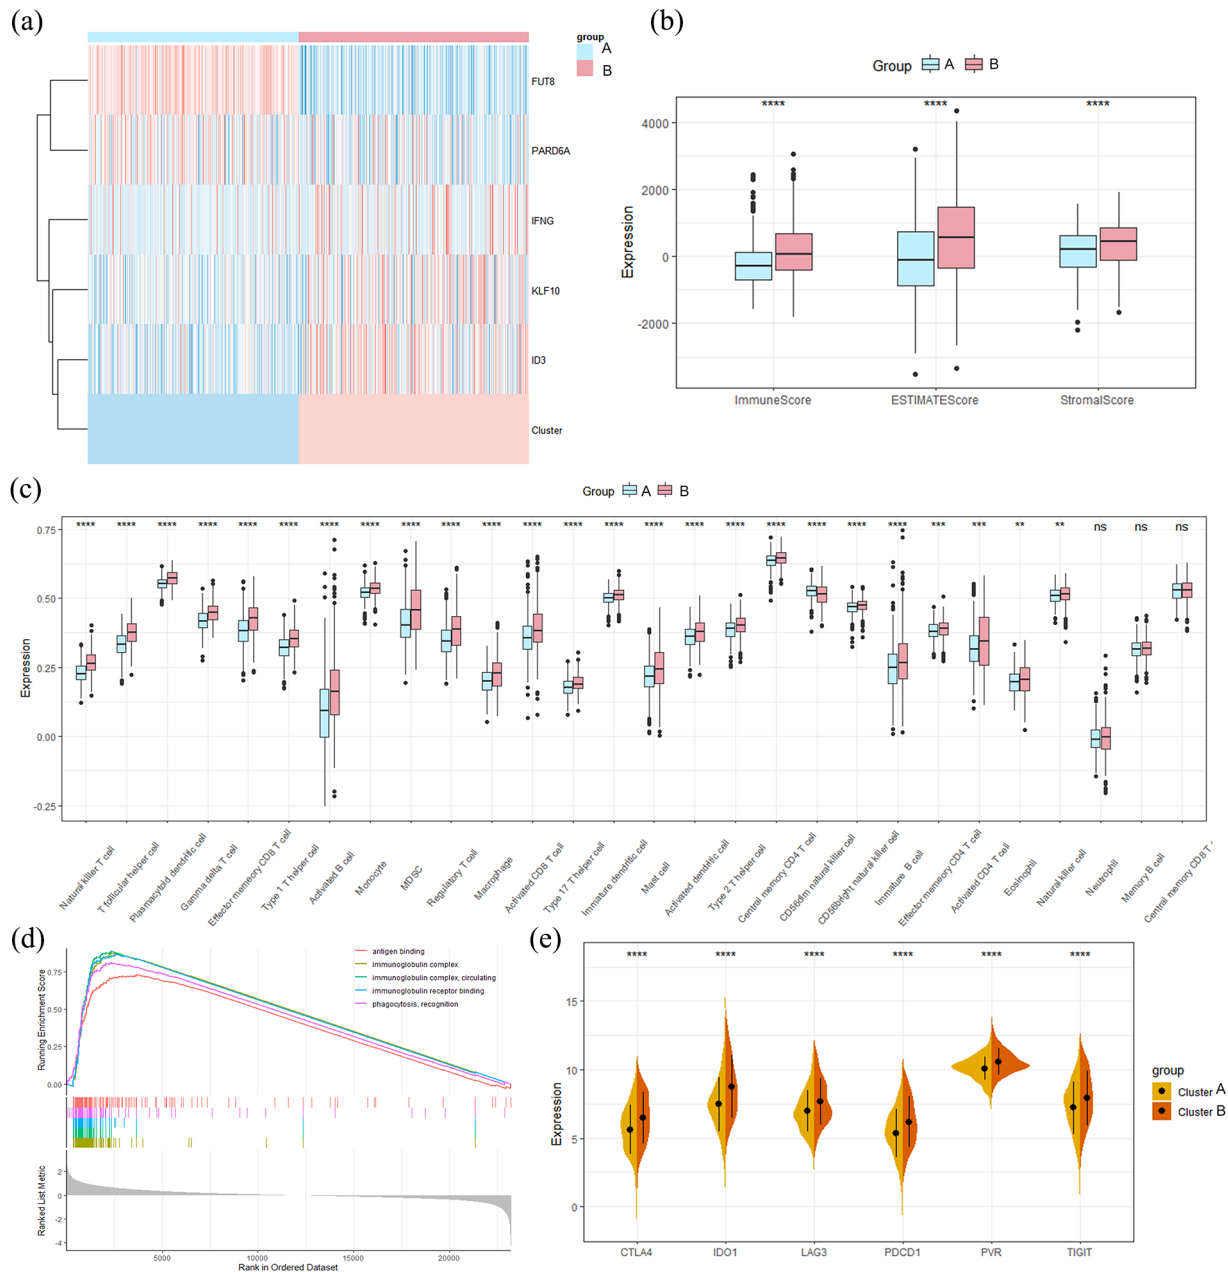 (a)
group
A
B
FUT8
PARD6A
IFNG
KLF10
ID3
Cluster
(b)
Group A B
**** **** ****
4000
2000
0
-2000
Expression
ImmuneScore ESTIMATEScore StromalScore
(c)
Group A B
**** **** **** **** **** **** **** **** **** **** **** **** **** **** **** **** **** **** **** **** **** *** *** ** ** ns ns ns
0.75
0.50
0.25
0.00
-0.25
Expression
Natural killer T cell
T follicular helper cell
Plasmacytoid dendritic cell
Gamma delta T cell
Effector memory CD8 T cell
Type 1 T helper cell
Activated B cell
Monocyte
MDSC
Regulatory T cell
Macrophage
Activated CD8 T cell
Type 17 T helper cell
Immature dendritic cell
Mast cell
Activated dendritic cell
Type 2 T helper cell
Central memory CD4 T cell
CD56dim natural killer cell
CD56bright natural killer cell
Immature B cell
Effector memory CD4 T cell
Activated CD4 T cell
Eosinophil
Natural killer cell
Neutrophil
Memory B cell
Central memory CD8 T
(d)
antigen binding
immunoglobulin complex
immunoglobulin complex, circulating
immunoglobulin receptor binding
phagocytosis, recognition
0.75
0.50
0.25
0.00
Running Enrichment Score
2
0
-2
-4
Ranked List Metric
5000 10000 15000 20000
Rank in Ordered Dataset
(e)
**** **** **** **** **** ****
15
10
5
0
Expression
CTLA4 IDO1 LAG3 PDCD1 PVR TIGIT
group
Cluster A
Cluster B